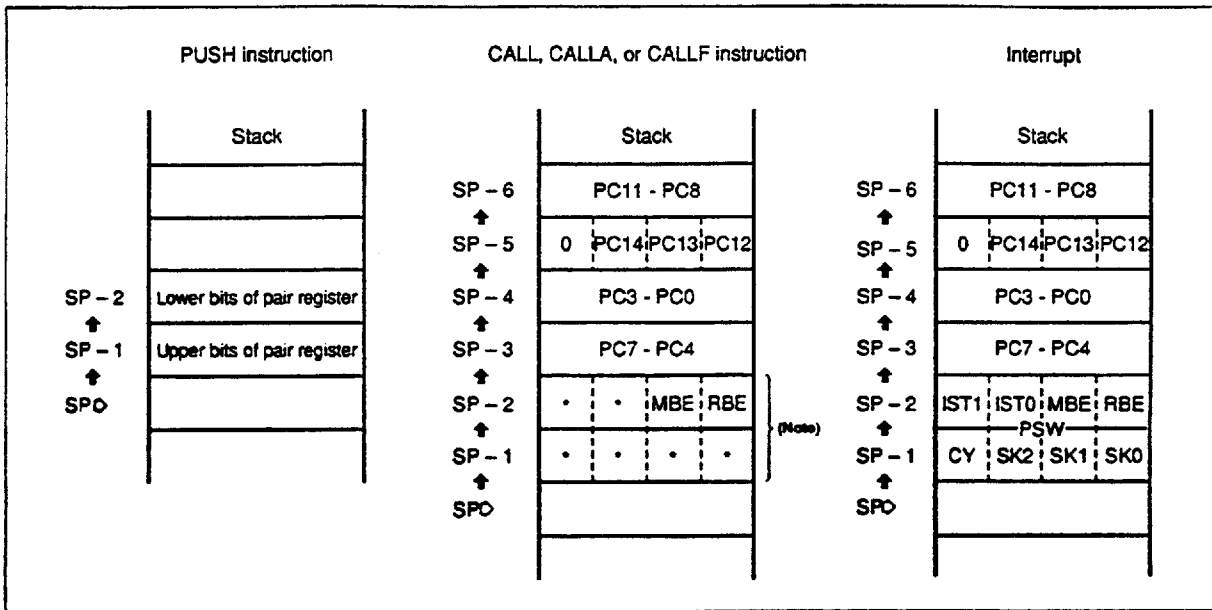 PUSH instruction
Stack
SP – 2 Lower bits of pair register
SP – 1 Upper bits of pair register
SP
CALL, CALLA, or CALLF instruction
Stack
SP – 6 PC11 - PC8
SP – 5 0 PC14 PC13 PC12
SP – 4 PC3 - PC0
SP – 3 PC7 - PC4
SP – 2 • • MBE RBE
(Note)
SP – 1 • • • •
SP
Interrupt
Stack
SP – 6 PC11 - PC8
SP – 5 0 PC14 PC13 PC12
SP – 4 PC3 - PC0
SP – 3 PC7 - PC4
SP – 2 IST1 IST0 MBE RBE
PSW
SP – 1 CY SK2 SK1 SK0
SP